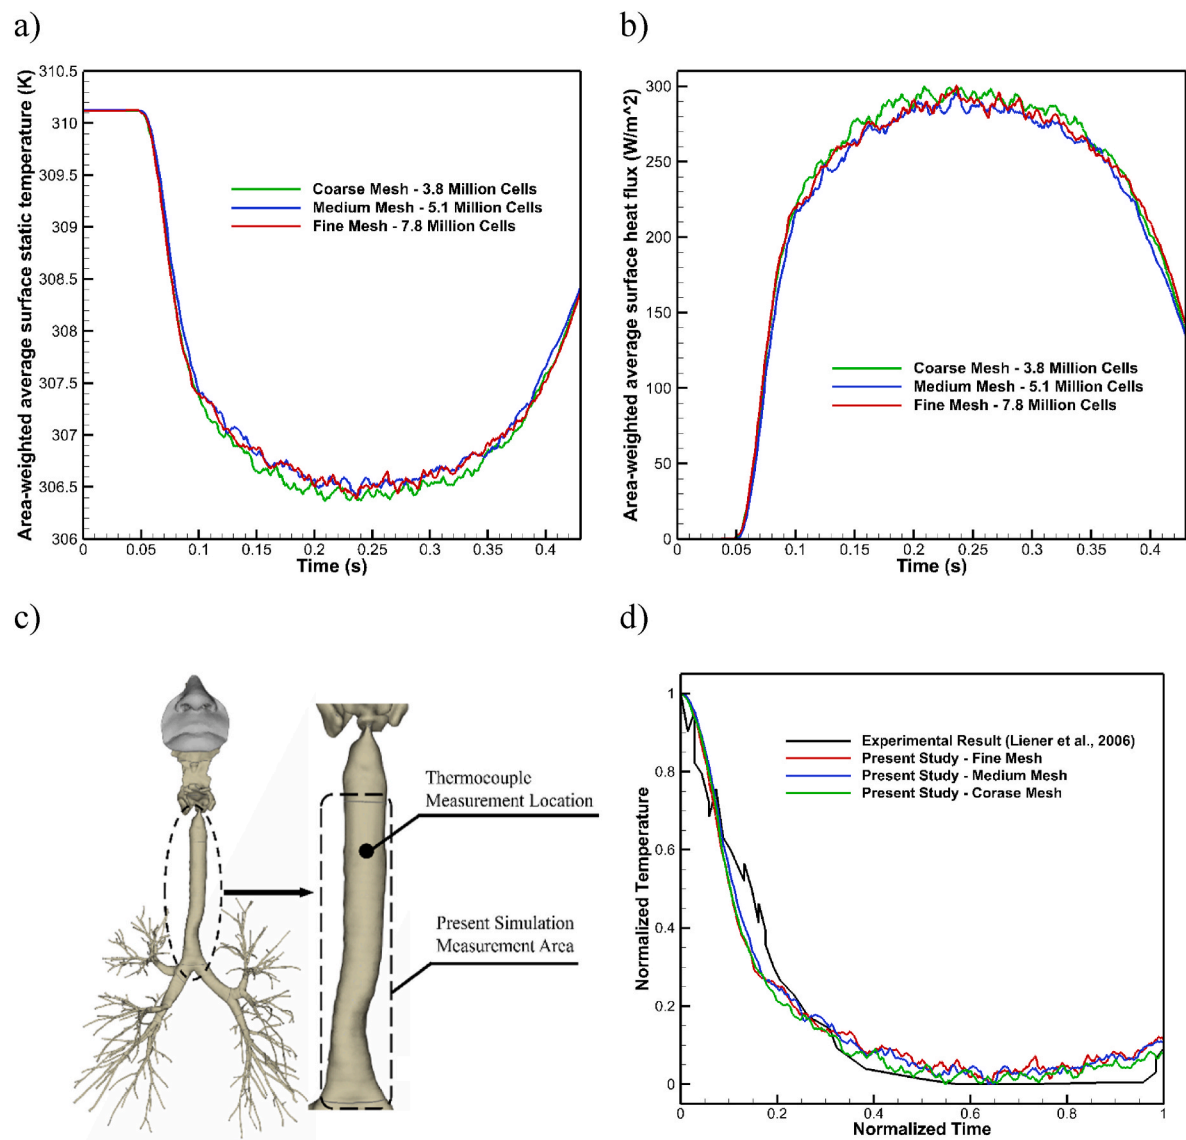 a)
Area-weighted average surface static temperature (K)
310.5
310
309.5
309
308.5
308
307.5
307
306.5
306
0
0.05
0.1
0.15
0.2
0.25
0.3
0.35
0.4
Time (s)
Coarse Mesh - 3.8 Million Cells
Medium Mesh - 5.1 Million Cells
Fine Mesh - 7.8 Million Cells
b)
Area-weighted average surface heat flux (W/m^2)
300
250
200
150
100
50
0
0
0.05
0.1
0.15
0.2
0.25
0.3
0.35
0.4
Time (s)
Coarse Mesh - 3.8 Million Cells
Medium Mesh - 5.1 Million Cells
Fine Mesh - 7.8 Million Cells
c)
Thermocouple
Measurement Location
Present Simulation
Measurement Area
d)
Normalized Temperature
1
0.8
0.6
0.4
0.2
0
0
0.2
0.4
0.6
0.8
1
Normalized Time
Experimental Result (Liener et al., 2006)
Present Study - Fine Mesh
Present Study - Medium Mesh
Present Study - Corase Mesh